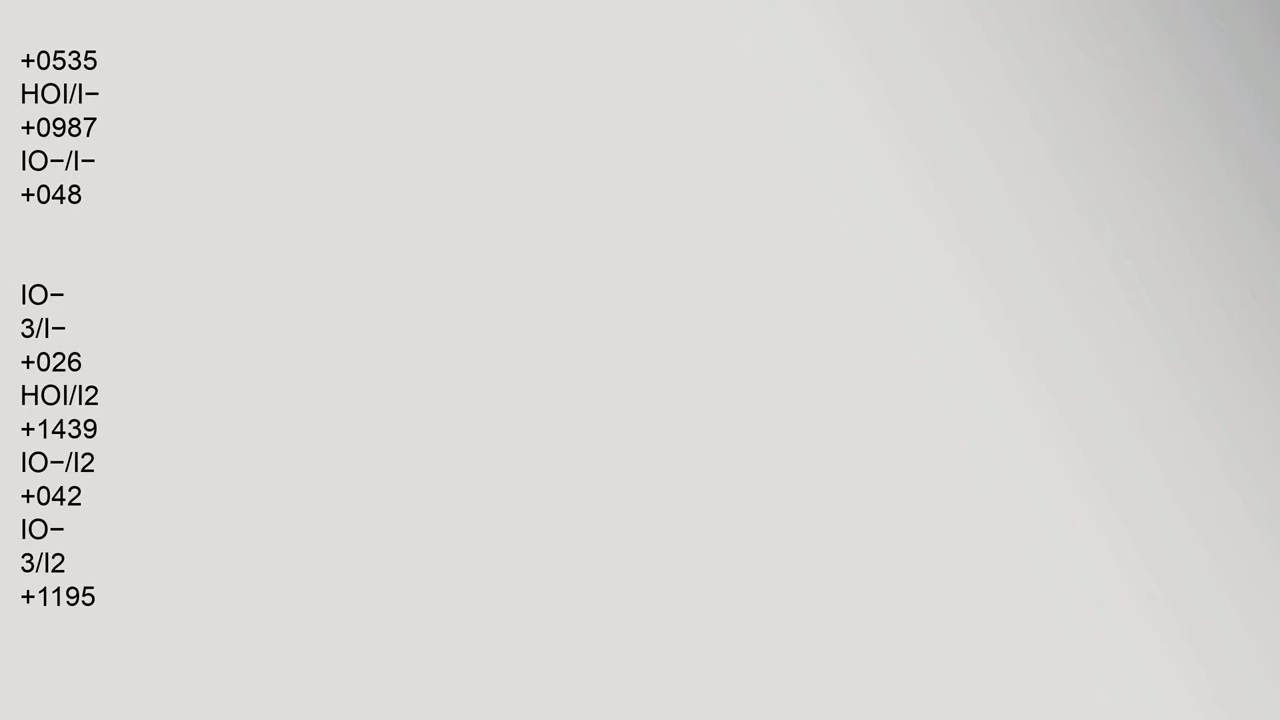 +0535
HOI/I−
+0987
IO−/I−
+048
IO−
3/I−
+026
HOI/I2
+1439
IO−/I2
+042
IO−
3/I2
+1195